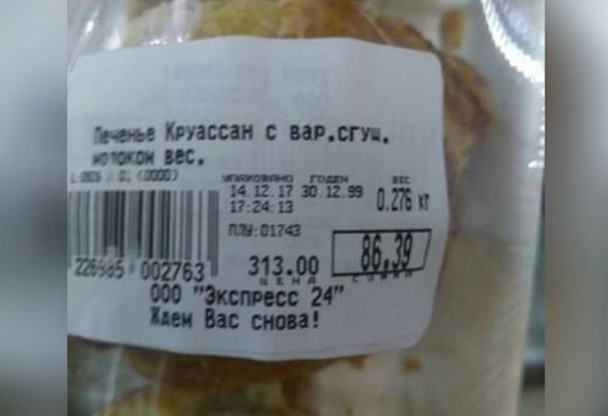 Печенье Круассан с вар.сгущ.
молоком вес.
УПАКОВАНО ГОДЕН ВЕС
14.12.17 30.12.99 0.276 кг
17:24:13
ПЛУ:01743
226985 002763 313.00 86,39
ЦЕНА СУММА
ООО "Экспресс 24"
Ждем Вас снова!